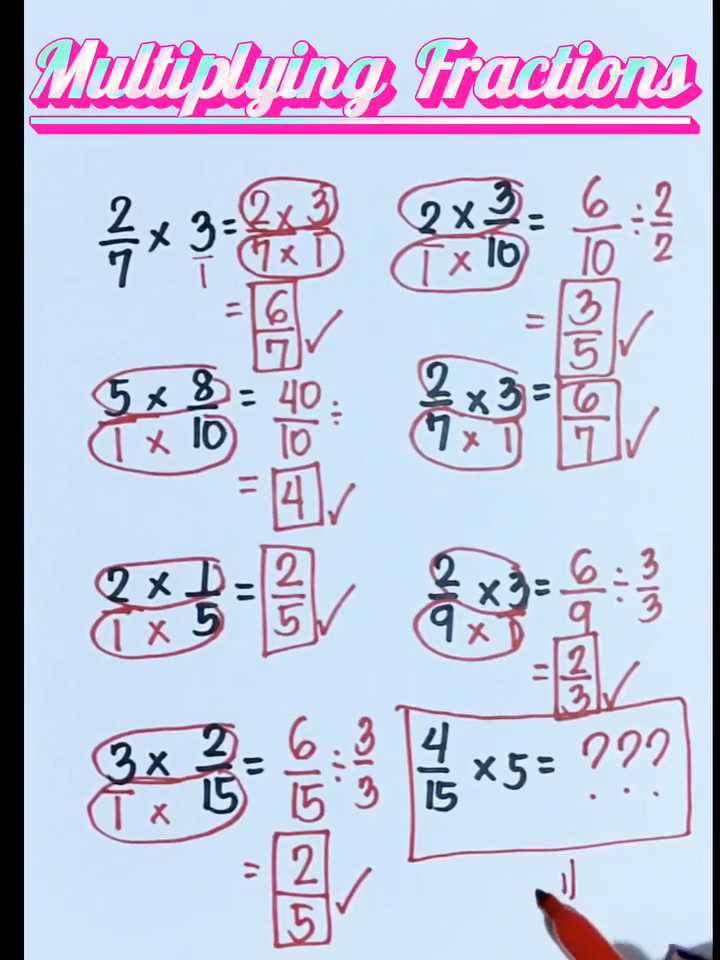 Multiplying Fractions
2/7 × 3/1 = 2 × 3 / 7 × 1
= 6/7 ✓
2/1 × 3/10 = 6/10 ÷ 2/2
= 3/5 ✓
5/1 × 8/10 = 40/10 ÷
= 4 ✓
2/7 × 3/1 = 6/7 ✓
2/1 × 1/5 = 2/5 ✓
2/9 × 3/1 = 6/9 ÷ 3/3
= 2/3 ✓
3/1 × 2/15 = 6/15 ÷ 3/3
= 2/5 ✓
4/15 × 5 = ???
...